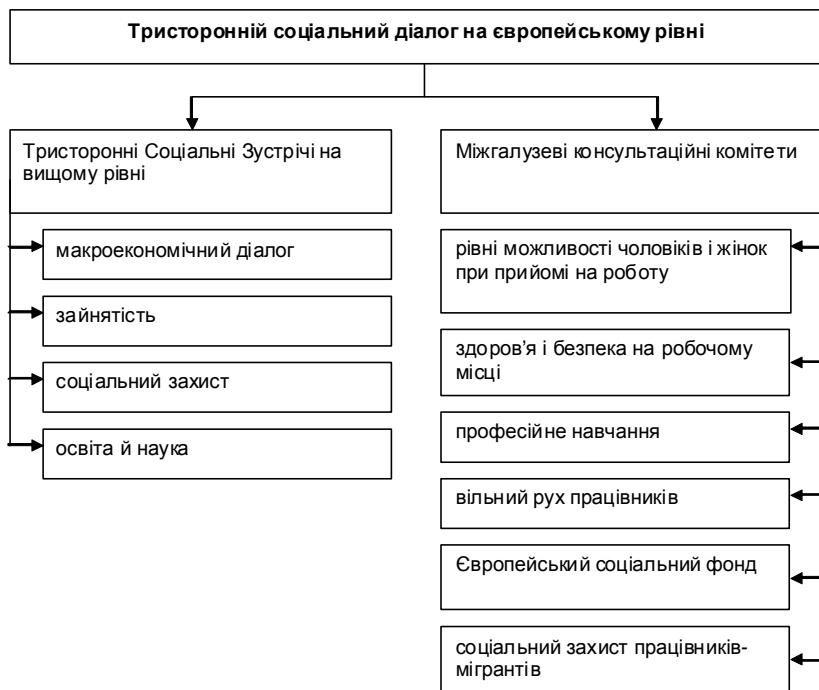 Тристоронній соціальний діалог на європейському рівні
Тристоронні Соціальні Зустрічі на
вищому рівні
макроекономічний діалог
зайнятість
соціальний захист
освіта й наука
Міжгалузеві консультаційні комітети
рівні можливості чоловіків і жінок
при прийомі на роботу
здоров'я і безпека на робочому
місці
професійне навчання
вільний рух працівників
Європейський соціальний фонд
соціальний захист працівників-
мігрантів